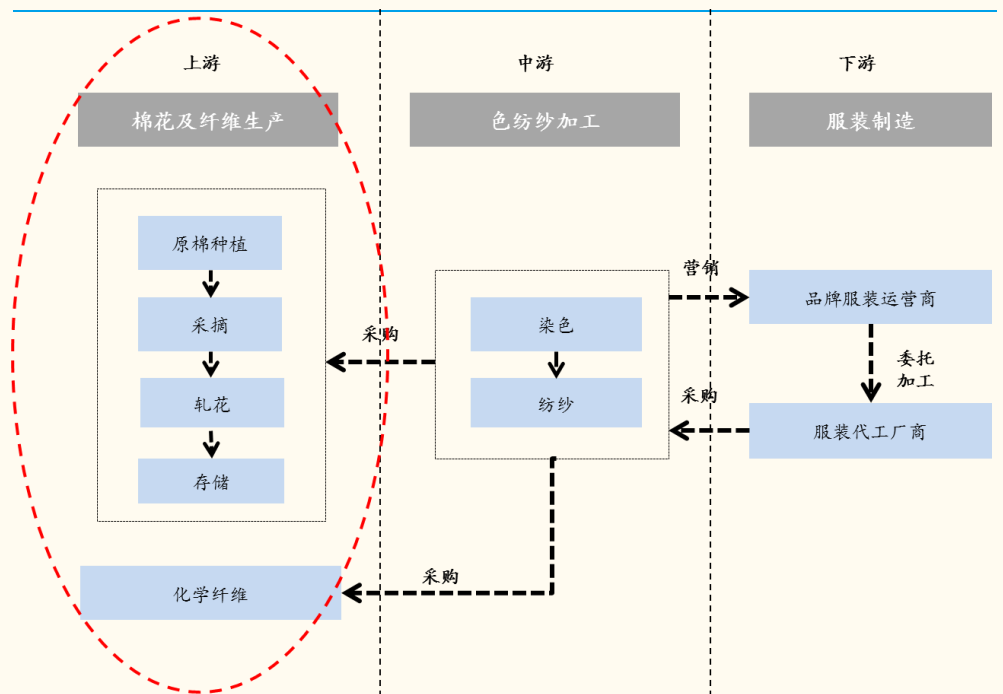 上游
中游
下游
棉花及纤维生产
色纺纱加工
服装制造
原棉种植
采摘
轧花
存储
化学纤维
采购
染色
纺纱
采购
营销
采购
品牌服装运营商
委托
加工
服装代工厂商